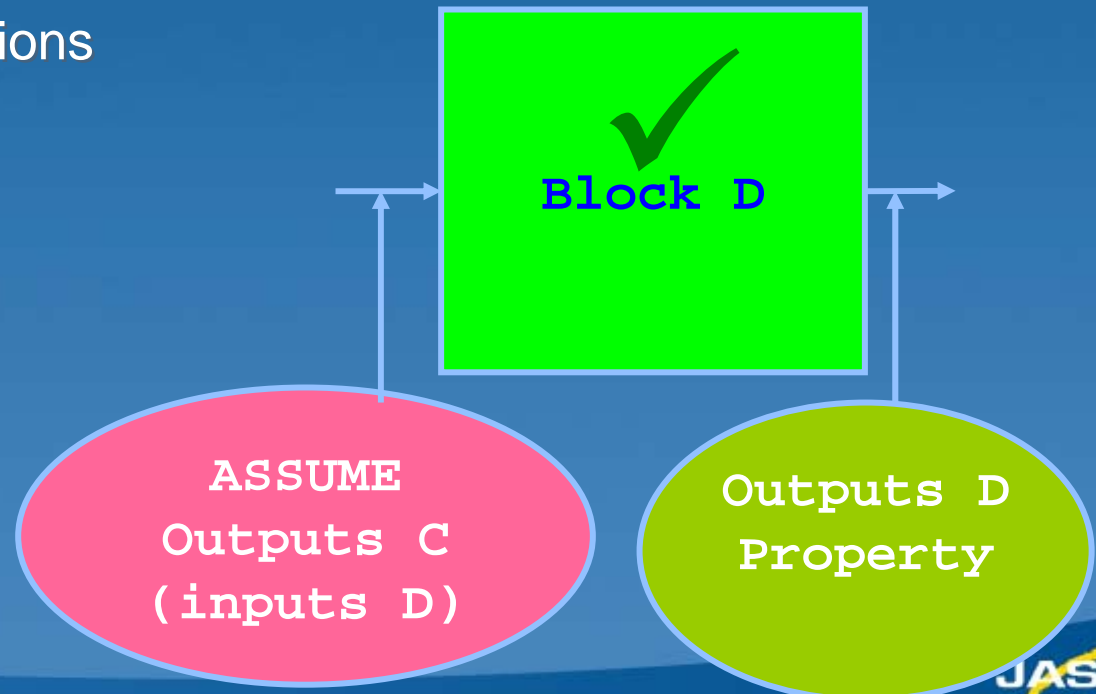 ions
Block D
ASSUME
Outputs C
(inputs D)
Outputs D
Property
JAS